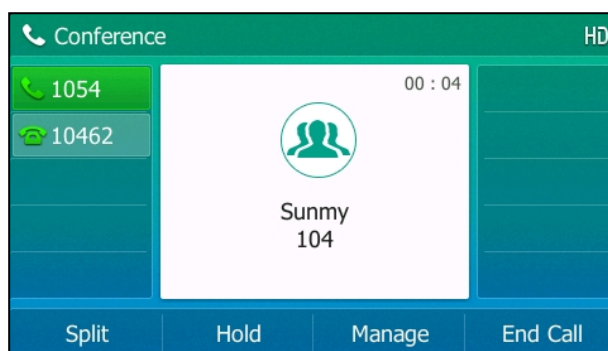 Conference HD
1054 00 : 04
10462
Sunmy
104
Split Hold Manage End Call